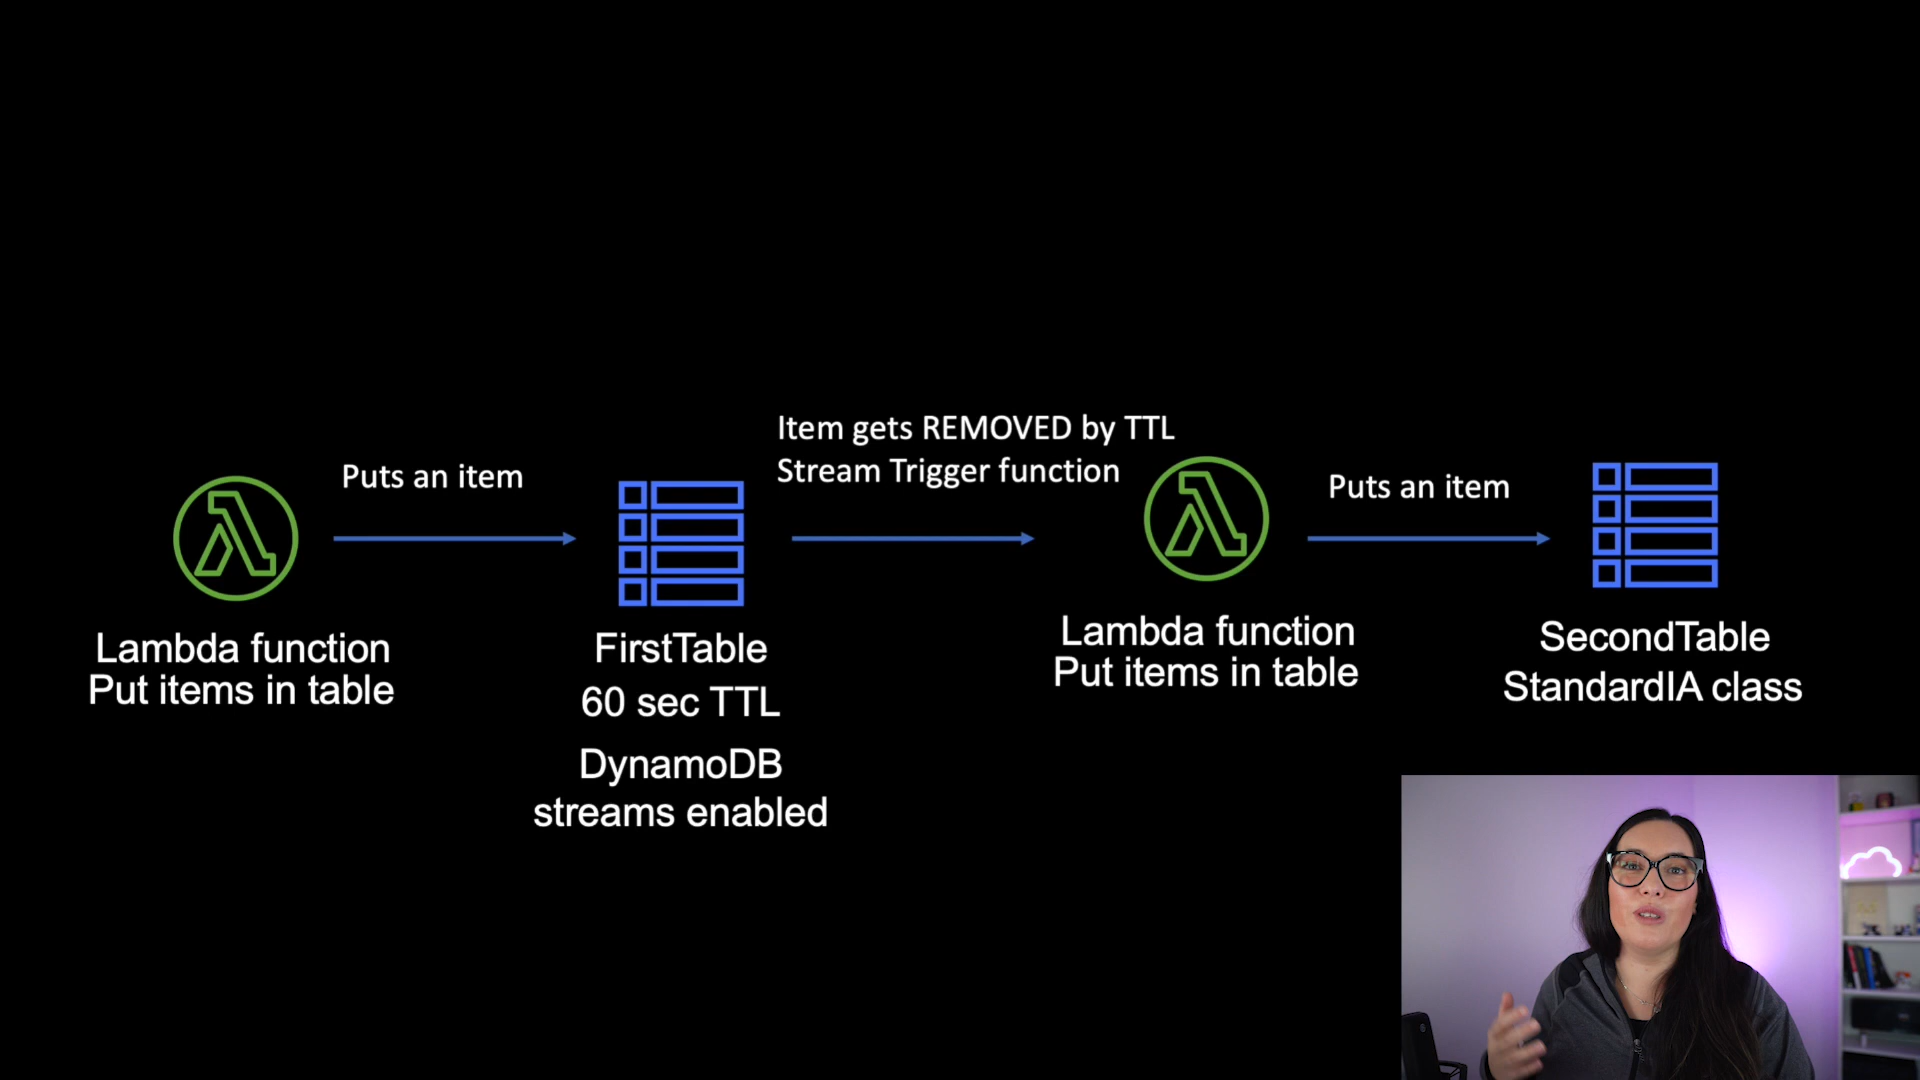 Item gets REMOVED by TTL
Stream Trigger function
Puts an item
Puts an item
Lambda function
Put items in table
FirstTable
60 sec TTL
DynamoDB
streams enabled
Lambda function
Put items in table
SecondTable
StandardIA class